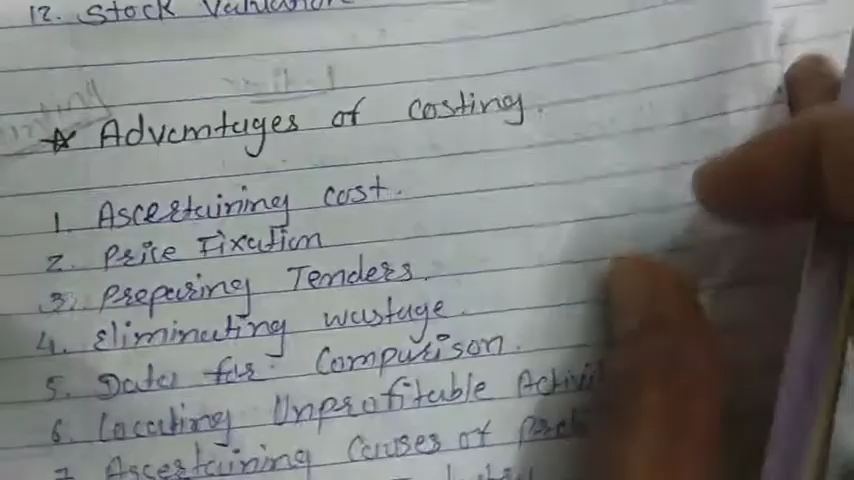 12. Stock Valuation
* Advantages of costing.
1. Ascertaining cost.
2. Price Fixation
3. Preparing Tenders.
4. Eliminating wastage.
5. Data for Comparison.
6. Locating Unprofitable
7. Ascertaining Causes of